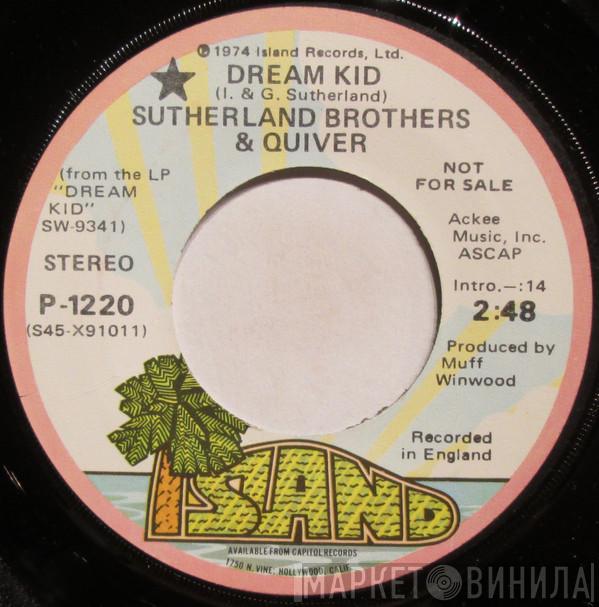 ℗ 1974 Island Records, Ltd.
DREAM KID
(I. & G. Sutherland)
SUTHERLAND BROTHERS
& QUIVER
(from the LP
"DREAM
KID"
SW-9341)
STEREO
P-1220
(S45-X91011)
NOT
FOR SALE
Ackee
Music, Inc.
ASCAP
Intro.—:14
2:48
Produced by
Muff
Winwood
Recorded
in England
ISLAND
AVAILABLE FROM CAPITOL RECORDS
1750 N. VINE, HOLLYWOOD, CALIF.
МАРКЕТ ВИНИЛА